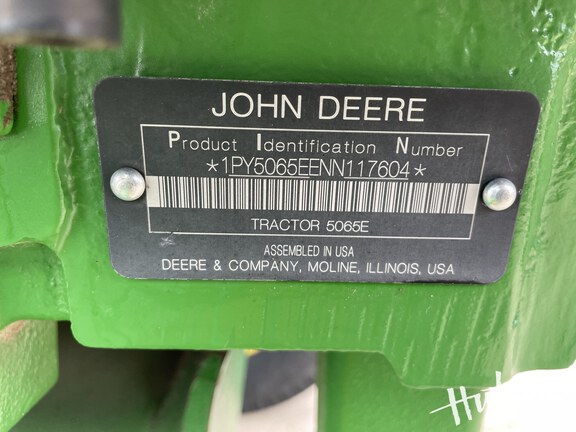 JOHN DEERE
Product Identification Number
*1PY5065EENN117604*
TRACTOR 5065E
ASSEMBLED IN USA
DEERE & COMPANY, MOLINE, ILLINOIS, USA